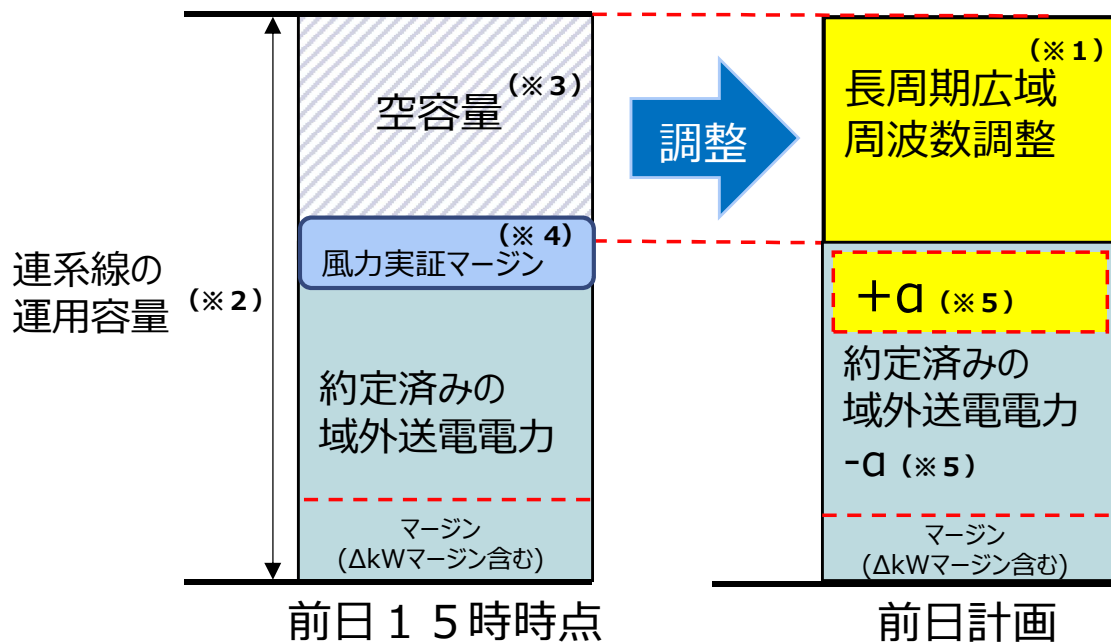 連系線の
運用容量（※２）
空容量（※３）
（※４）
風力実証マージン
約定済みの
域外送電電力
マージン
(ΔkWマージン含む)
前日１５時時点
調整
（※１）
長周期広域
周波数調整
+α（※５）
約定済みの
域外送電電力
-α（※５）
マージン
(ΔkWマージン含む)
前日計画